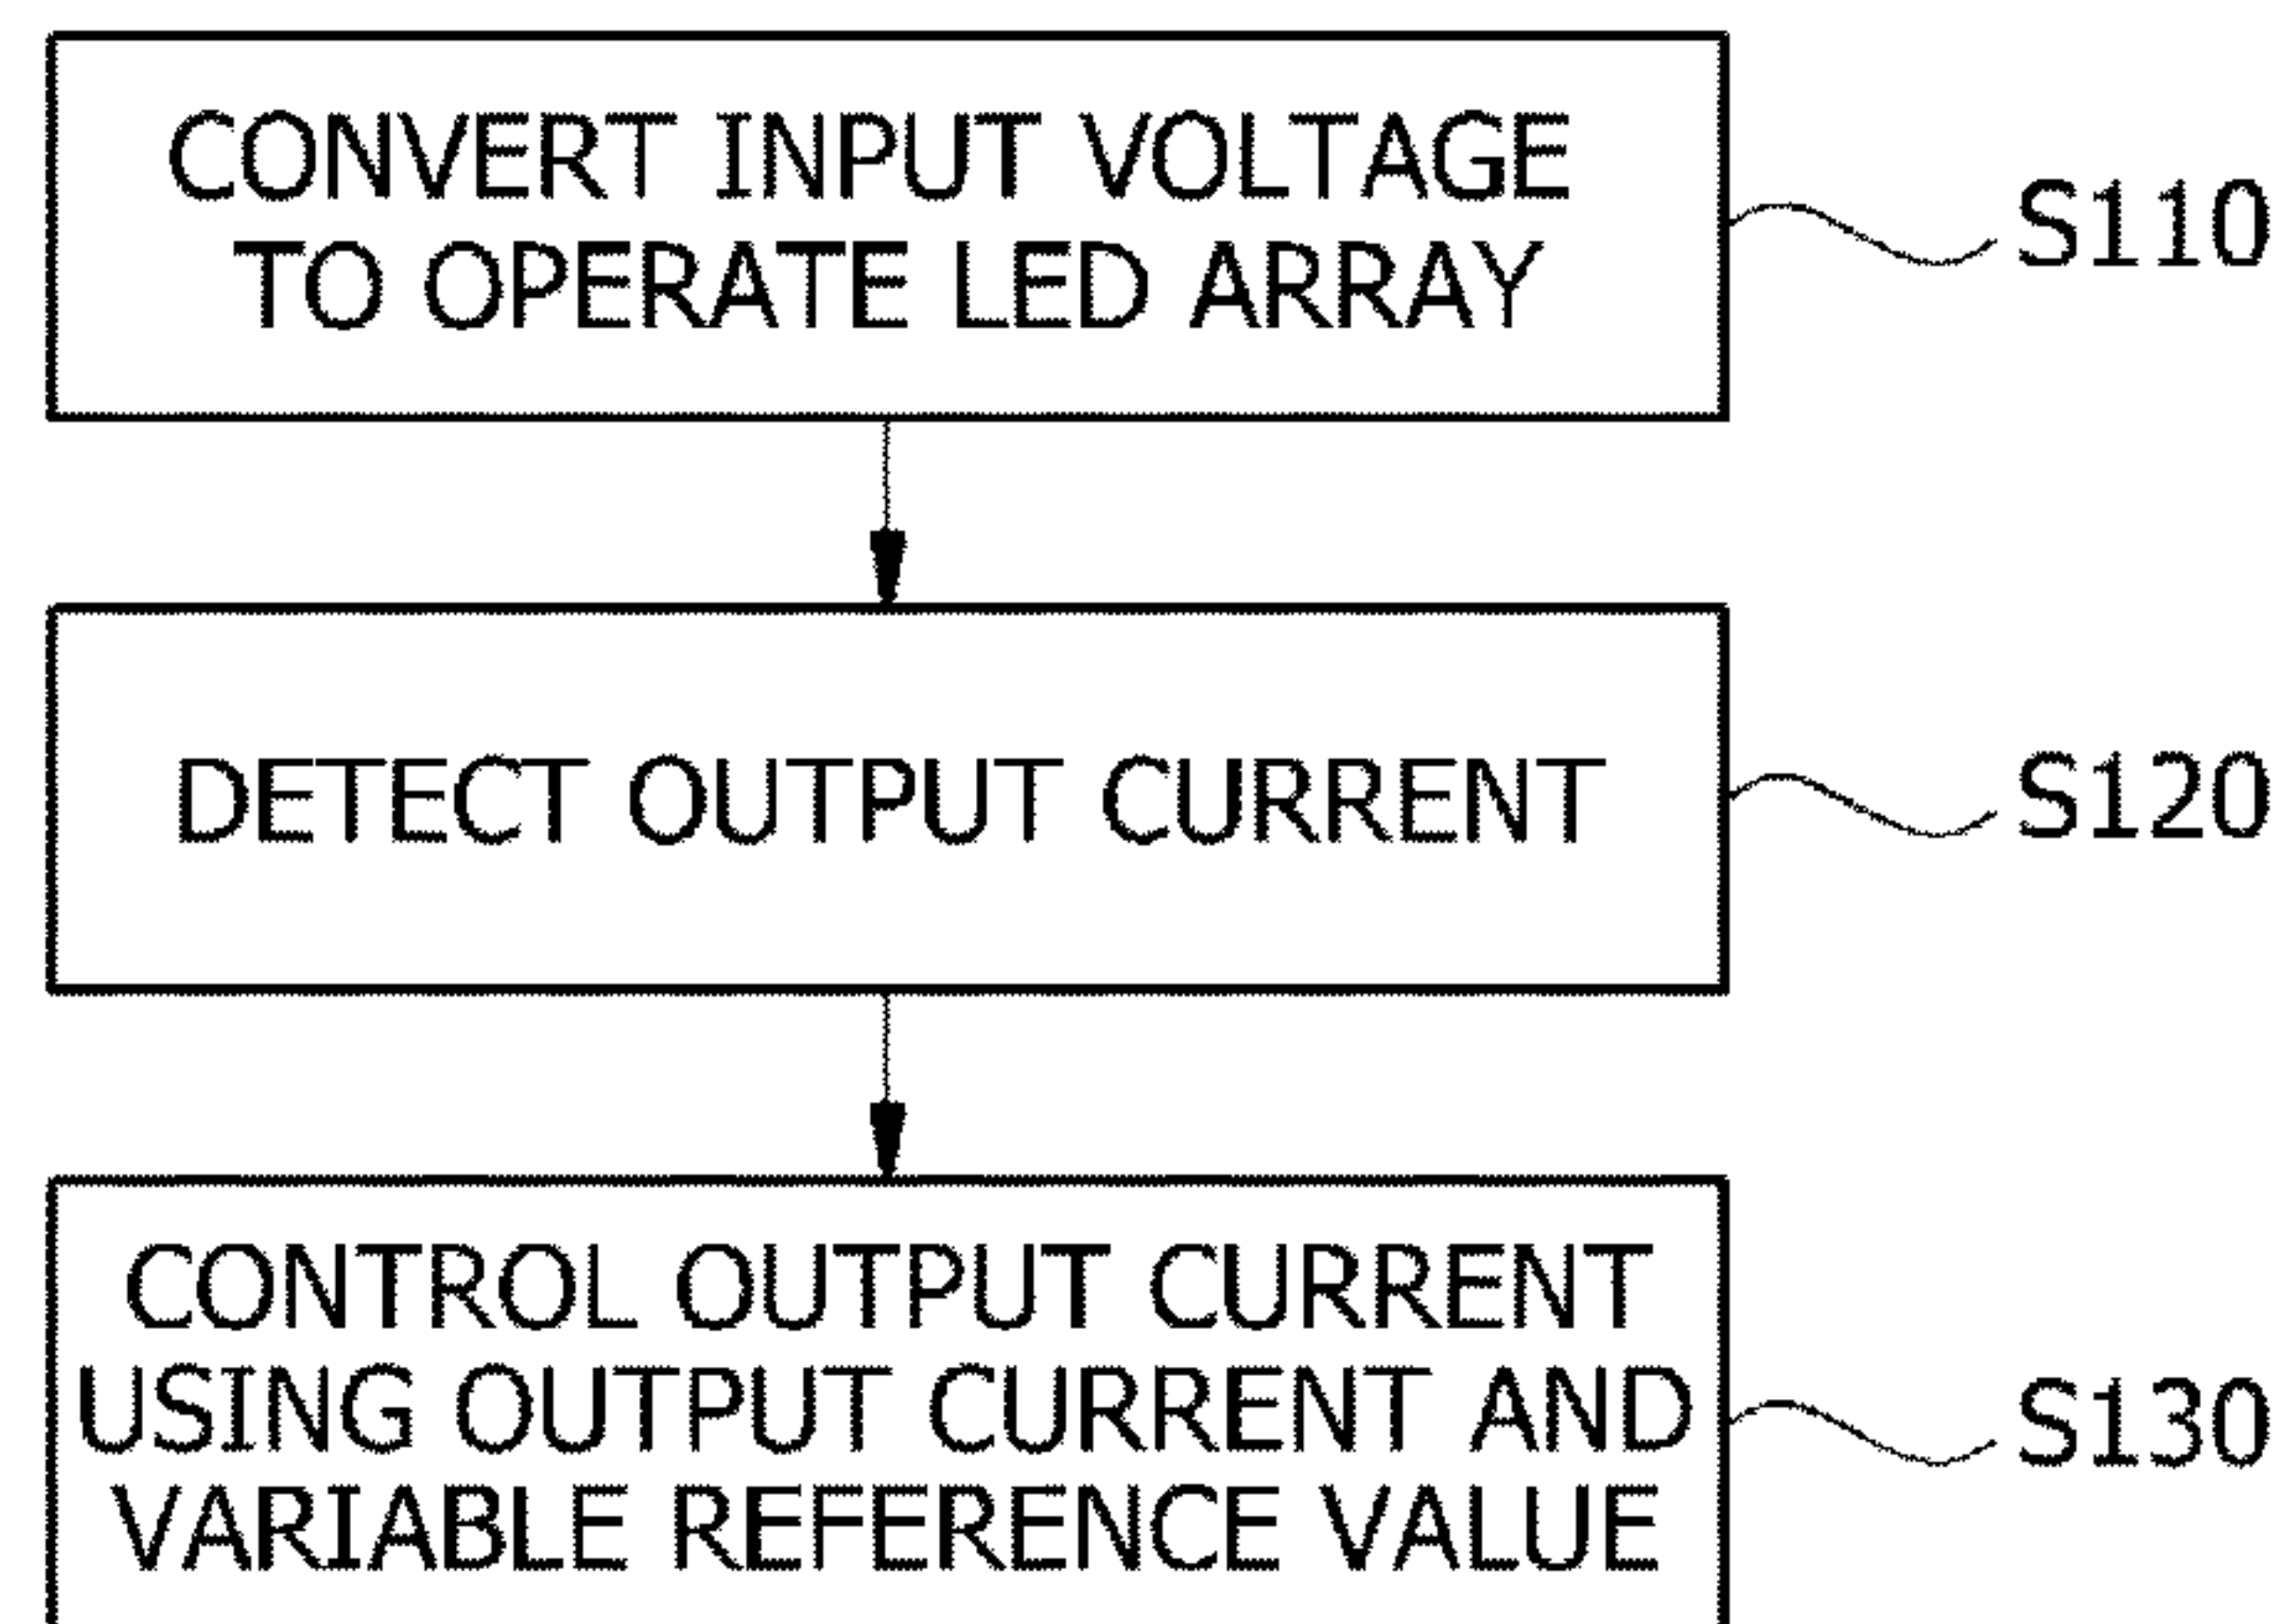 CONVERT INPUT VOLTAGE
TO OPERATE LED ARRAY
S110
DETECT OUTPUT CURRENT
S120
CONTROL OUTPUT CURRENT
USING OUTPUT CURRENT AND
VARIABLE REFERENCE VALUE
S130